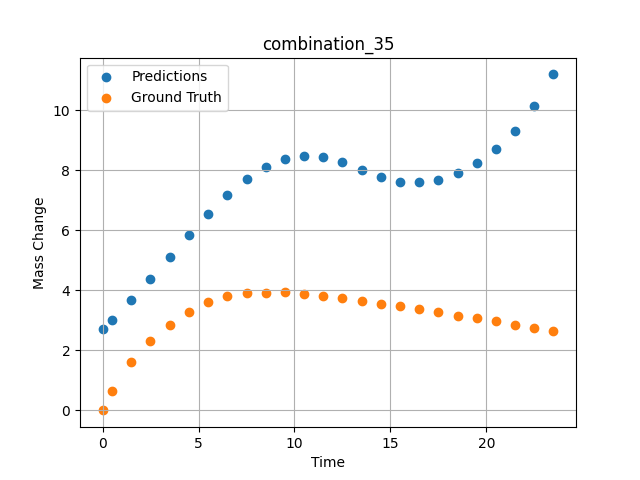 combination_35
Predictions
Ground Truth
Mass Change
10
8
6
4
2
0
0 5 10 15 20
Time